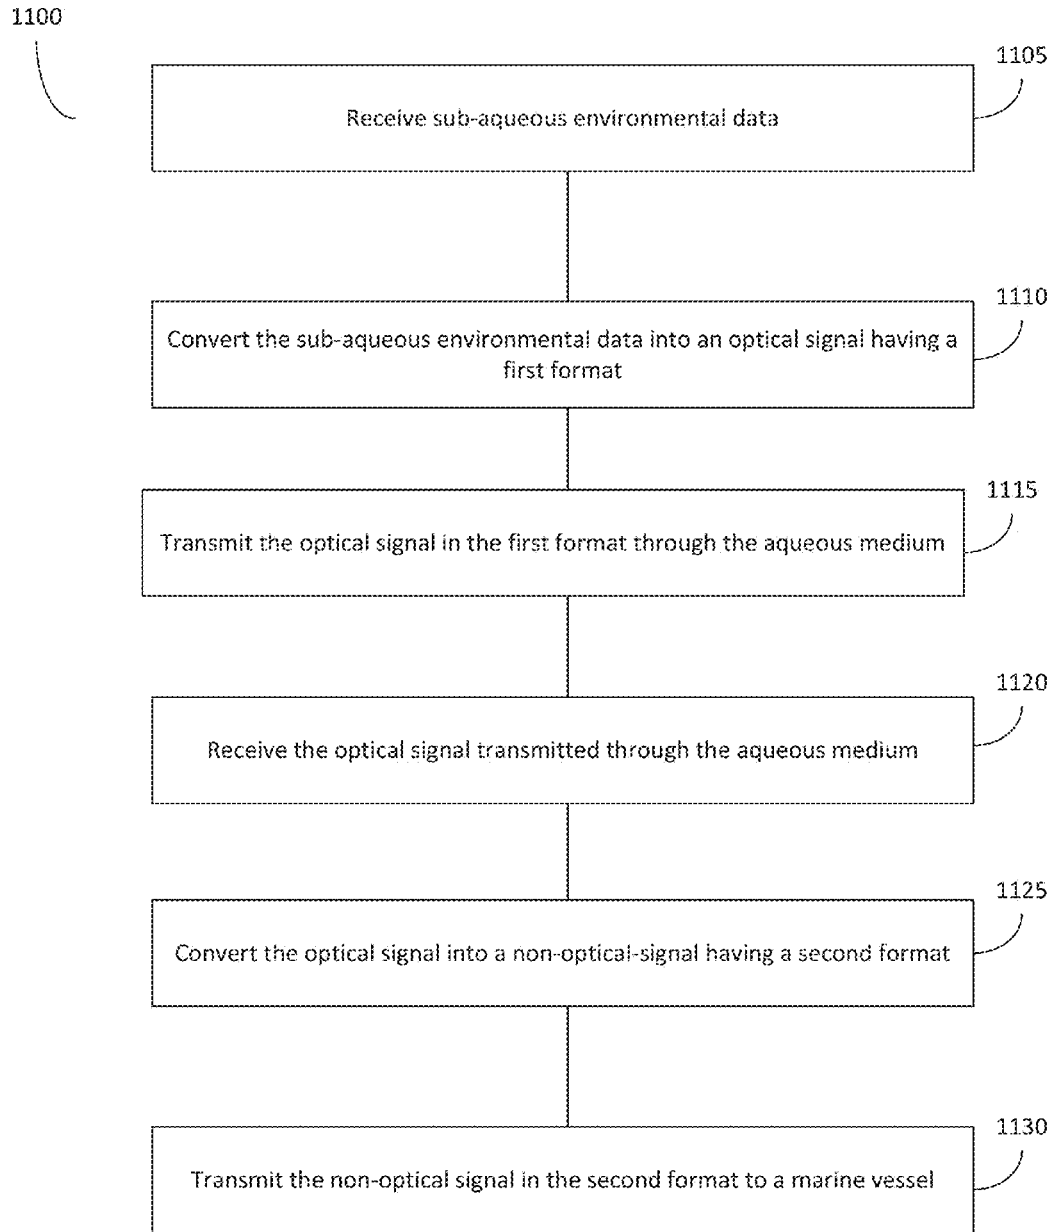 1100
1105
Receive sub-aqueous environmental data
1110
Convert the sub-aqueous environmental data into an optical signal having a
first format
1115
Transmit the optical signal in the first format through the aqueous medium
1120
Receive the optical signal transmitted through the aqueous medium
1125
Convert the optical signal into a non-optical-signal having a second format
1130
Transmit the non-optical signal in the second format to a marine vessel